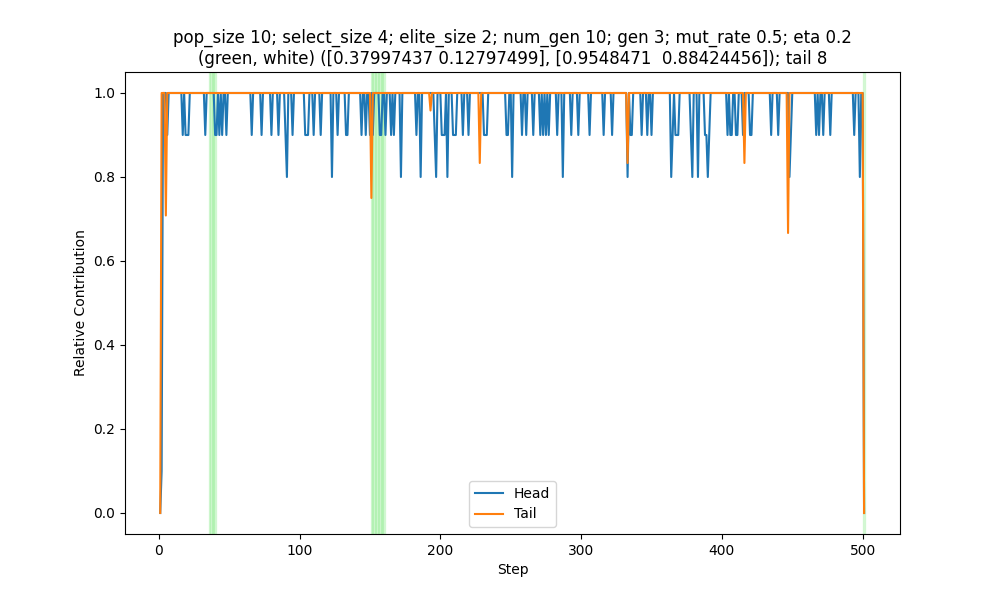 pop_size 10; select_size 4; elite_size 2; num_gen 10; gen 3; mut_rate 0.5; eta 0.2
(green, white) ([0.37997437 0.12797499], [0.9548471  0.88424456]); tail 8
1.0
0.8
0.6
0.4
0.2
0.0
Relative Contribution
Head
Tail
0
100
200
300
400
500
Step